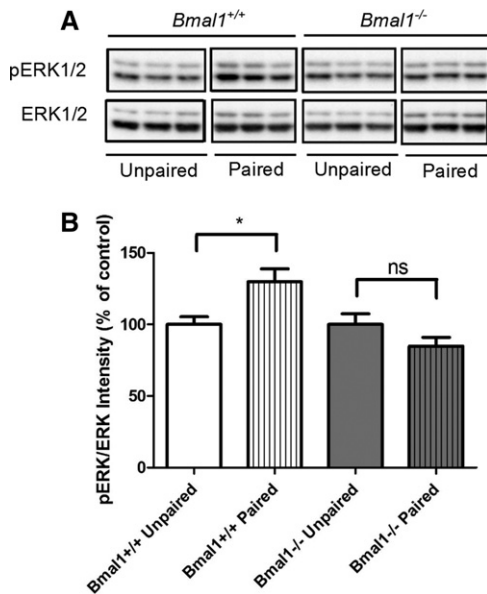 A
Bmal1+/+
Bmal1-/-
pERK1/2
ERK1/2
Unpaired
Paired
Unpaired
Paired
B
pERK/ERK Intensity (% of control)
150
100
50
0
*
ns
Bmal1+/+ Unpaired
Bmal1+/+ Paired
Bmal1-/- Unpaired
Bmal1-/- Paired